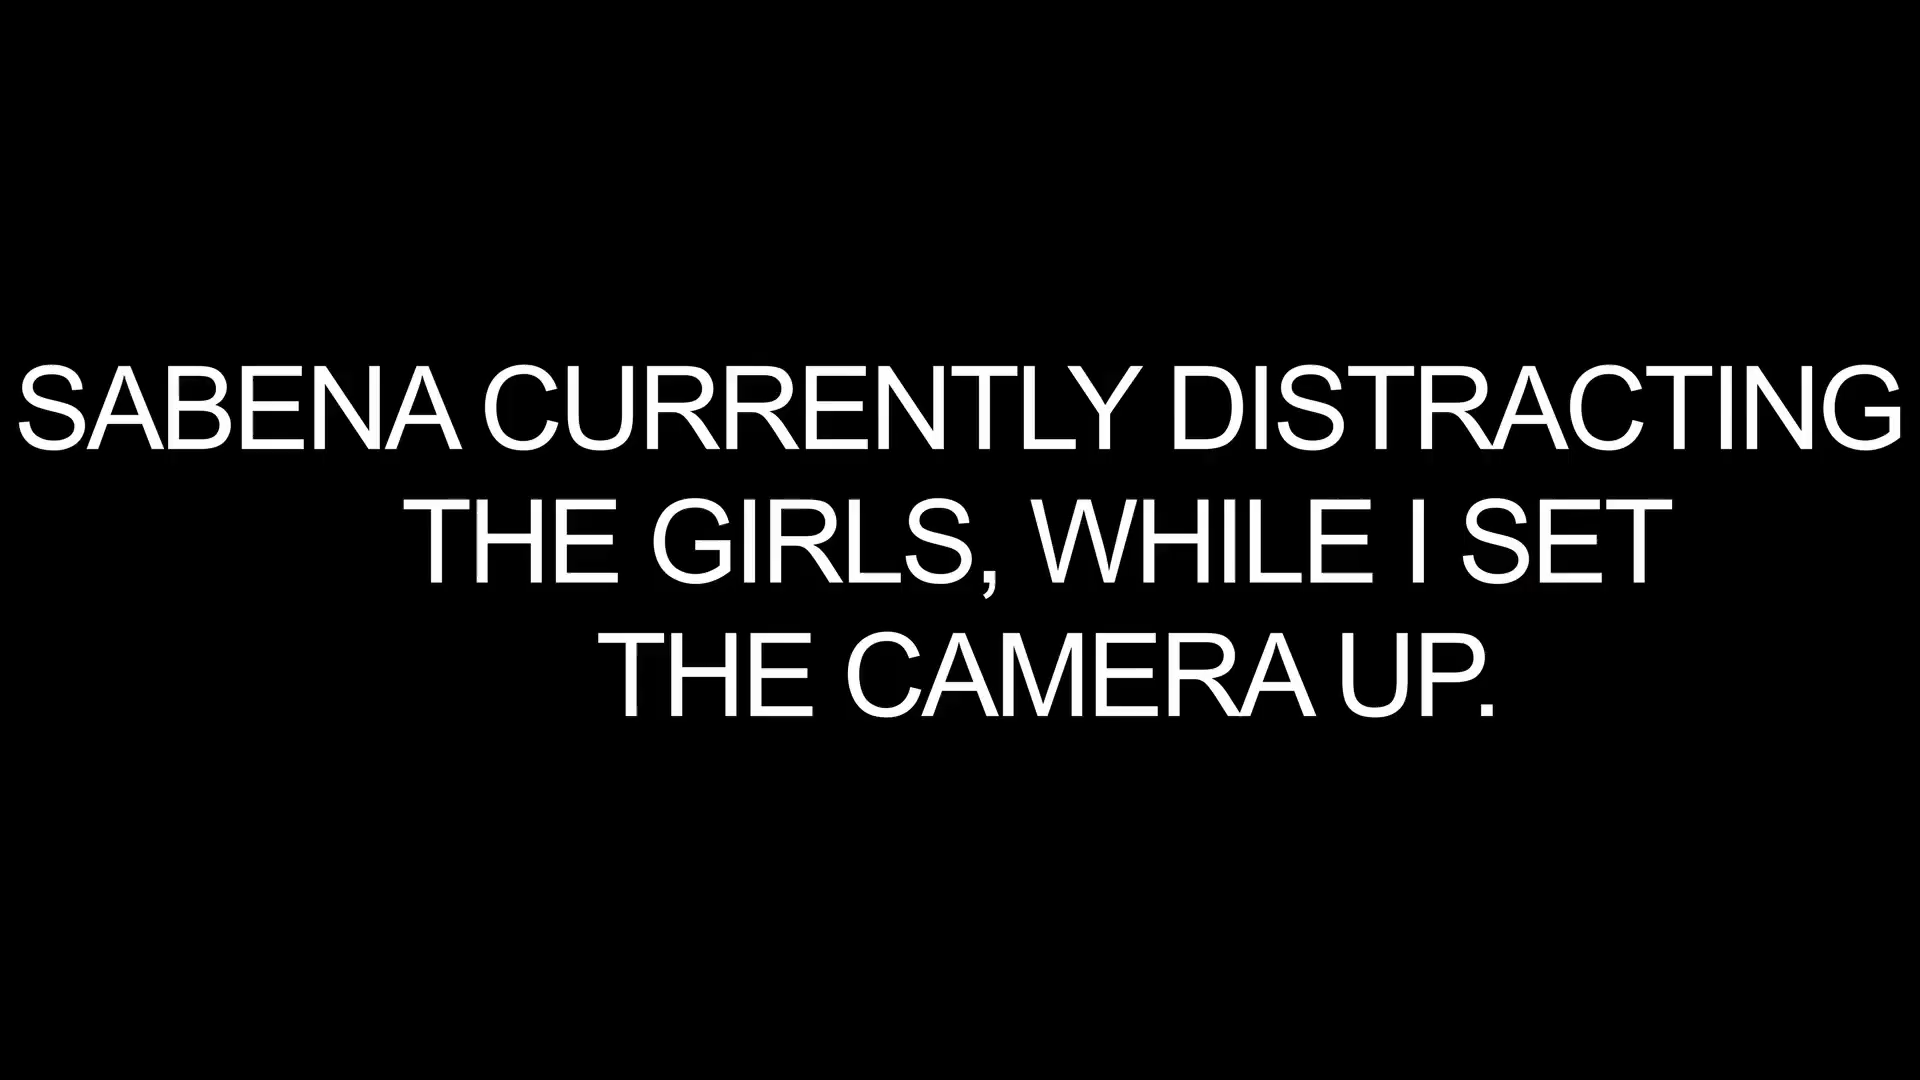 SABENA CURRENTLY DISTRACTING
THE GIRLS, WHILE I SET
THE CAMERA UP.